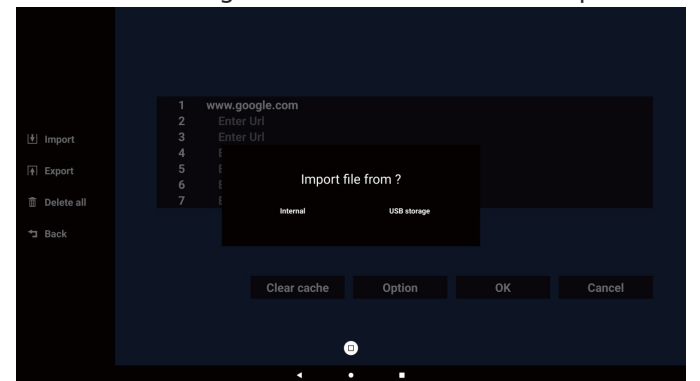 Import
Export
Delete all
Back
1 www.google.com
2 Enter Url
3 Enter Url
4 E
5 E
6 E
7 E
Import file from ?
Internal USB storage
Clear cache Option OK Cancel